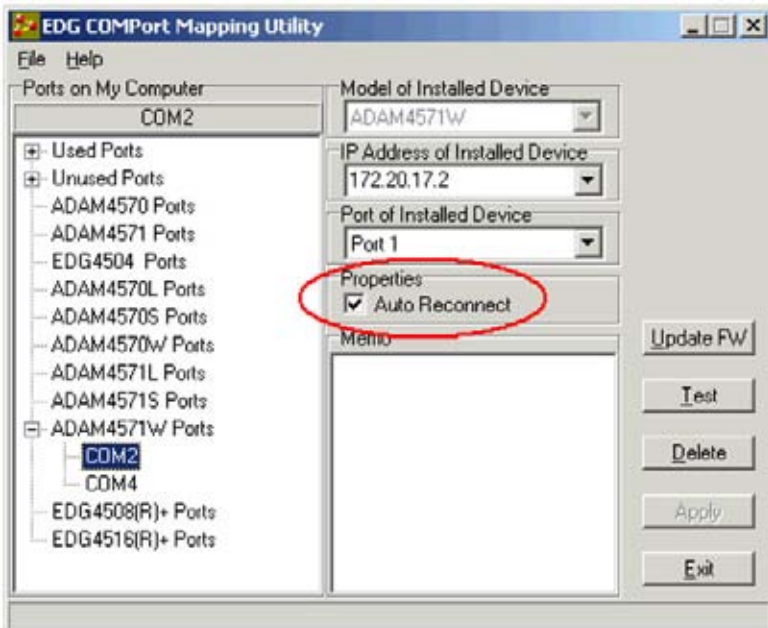 EDG COMPort Mapping Utility
File Help
Ports on My Computer
COM2
Used Ports
Unused Ports
ADAM4570 Ports
ADAM4571 Ports
EDG4504 Ports
ADAM4570L Ports
ADAM4570S Ports
ADAM4570W Ports
ADAM4571L Ports
ADAM4571S Ports
ADAM4571W Ports
COM2
COM4
EDG4508(R)+ Ports
EDG4516(R)+ Ports
Model of Installed Device
ADAM4571W
IP Address of Installed Device
172.20.17.2
Port of Installed Device
Port 1
Properties
Auto Reconnect
Memo
Update FW
Test
Delete
Apply
Exit